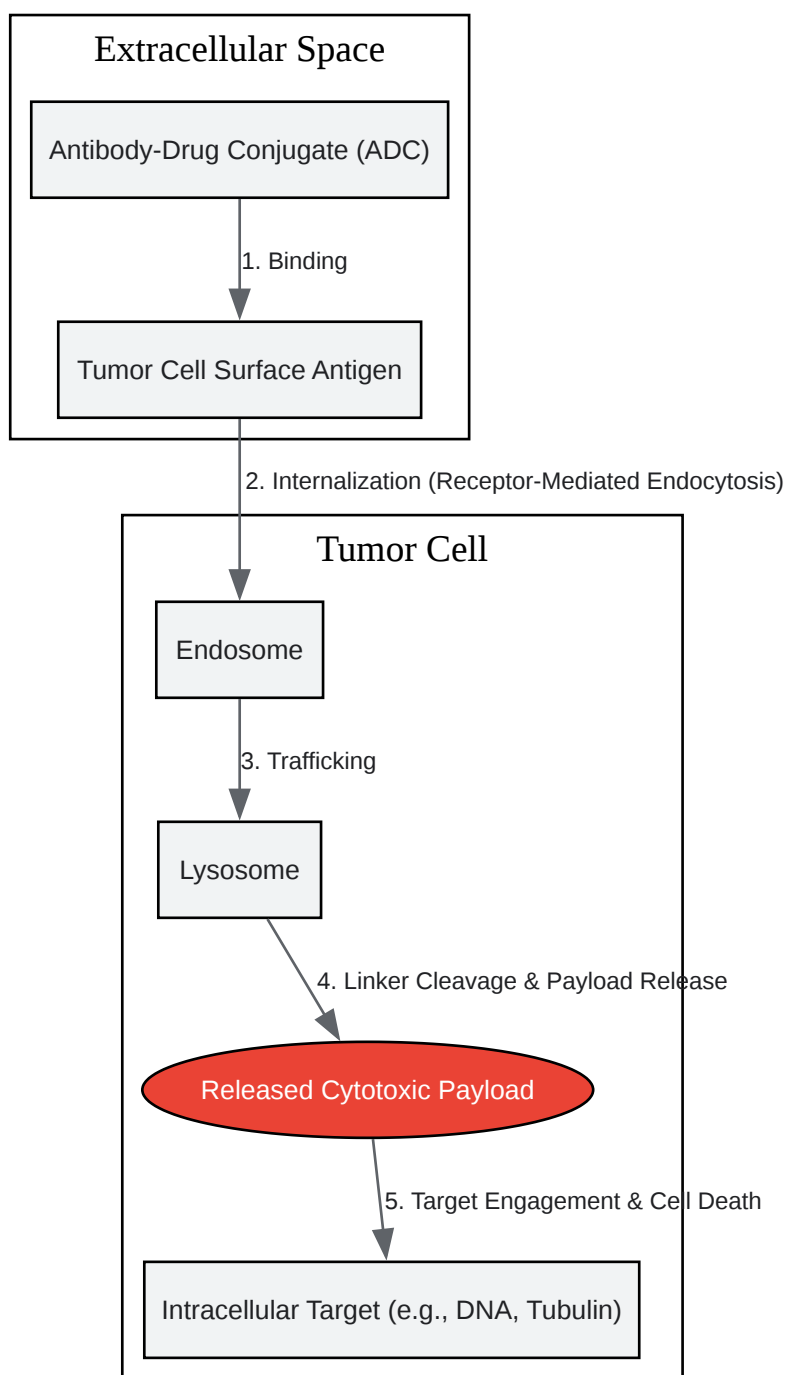 Extracellular Space
Antibody-Drug Conjugate (ADC)
1. Binding
Tumor Cell Surface Antigen
2. Internalization (Receptor-Mediated Endocytosis)
Tumor Cell
Endosome
3. Trafficking
Lysosome
4. Linker Cleavage & Payload Release
Released Cytotoxic Payload
5. Target Engagement & Cell Death
Intracellular Target (e.g., DNA, Tubulin)